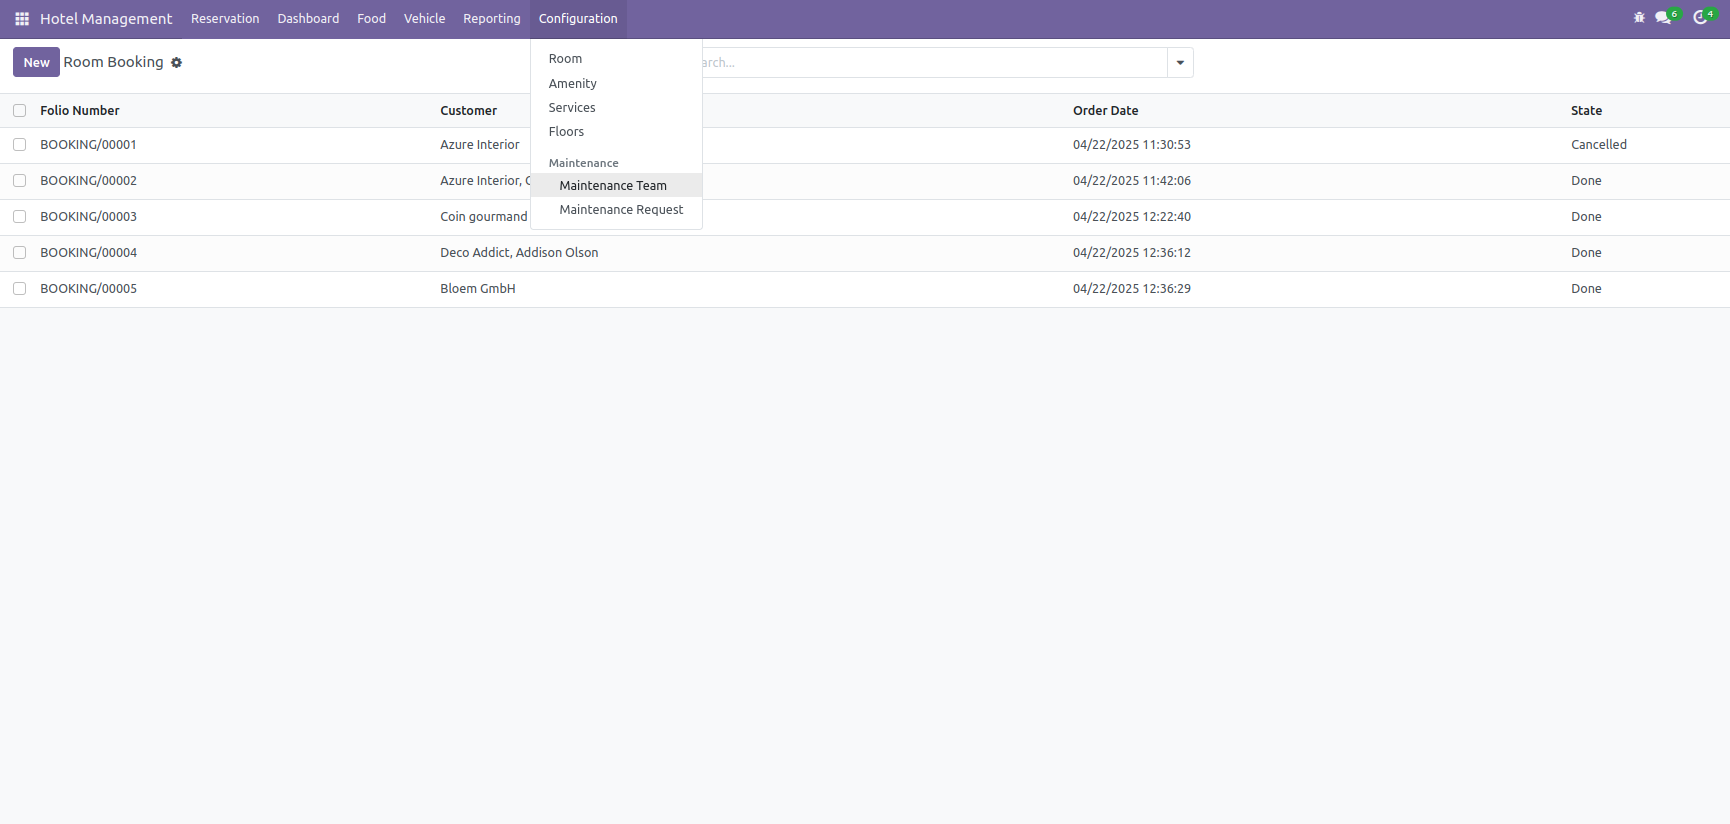 Hotel Management Reservation Dashboard Food Vehicle Reporting Configuration 6 4
New Room Booking arch...
Room
Amenity
Services
Floors
Maintenance
Maintenance Team
Maintenance Request
Folio Number Customer Order Date State
BOOKING/00001 Azure Interior 04/22/2025 11:30:53 Cancelled
BOOKING/00002 Azure Interior, 04/22/2025 11:42:06 Done
BOOKING/00003 Coin gourmand 04/22/2025 12:22:40 Done
BOOKING/00004 Deco Addict, Addison Olson 04/22/2025 12:36:12 Done
BOOKING/00005 Bloem GmbH 04/22/2025 12:36:29 Done